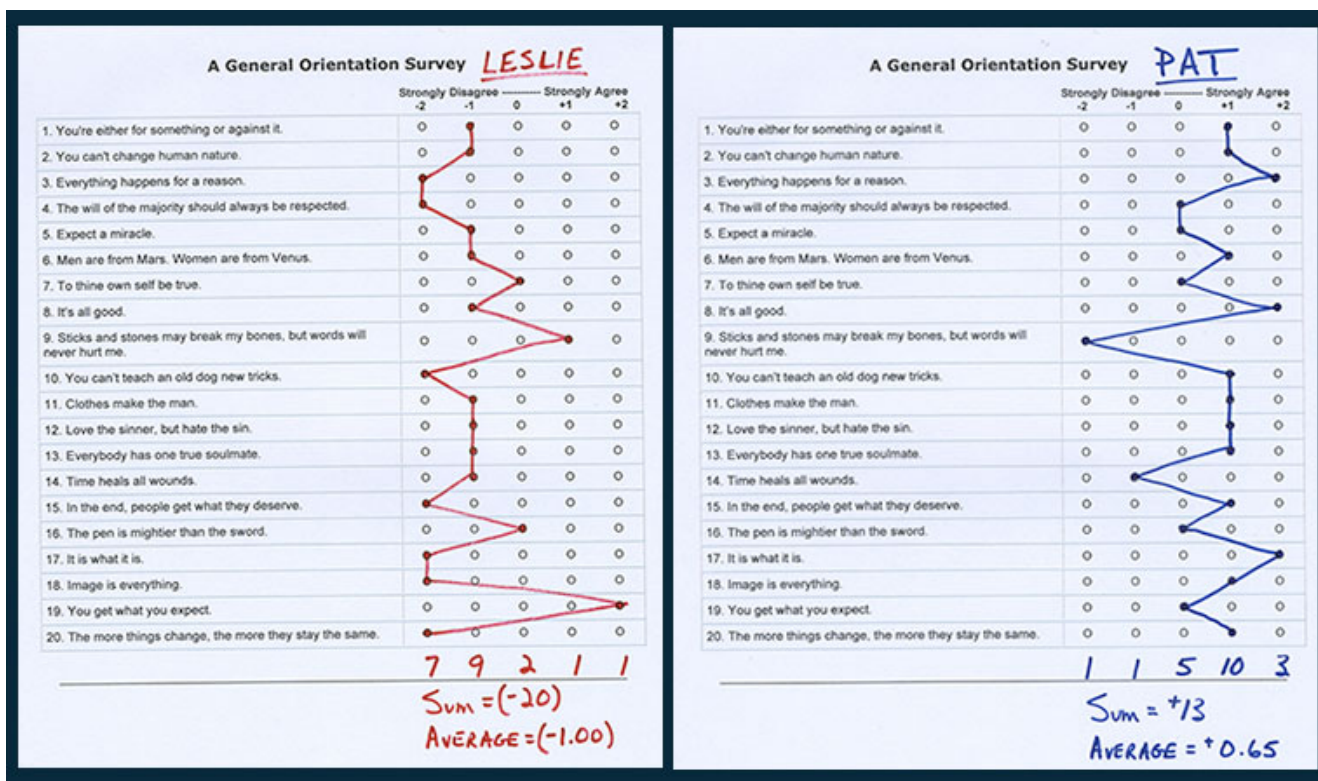 A General Orientation Survey LESLIE
Strongly Disagree ---------- Strongly Agree
-2 -1 0 +1 +2
1. You're either for something or against it.
2. You can't change human nature.
3. Everything happens for a reason.
4. The will of the majority should always be respected.
5. Expect a miracle.
6. Men are from Mars. Women are from Venus.
7. To thine own self be true.
8. It's all good.
9. Sticks and stones may break my bones, but words will
never hurt me.
10. You can't teach an old dog new tricks.
11. Clothes make the man.
12. Love the sinner, but hate the sin.
13. Everybody has one true soulmate.
14. Time heals all wounds.
15. In the end, people get what they deserve.
16. The pen is mightier than the sword.
17. It is what it is.
18. Image is everything.
19. You get what you expect.
20. The more things change, the more they stay the same.
7 9 2 1 1
Sum = (-20)
AVERAGE = (-1.00)
A General Orientation Survey PAT
Strongly Disagree ---------- Strongly Agree
-2 -1 0 +1 +2
1. You're either for something or against it.
2. You can't change human nature.
3. Everything happens for a reason.
4. The will of the majority should always be respected.
5. Expect a miracle.
6. Men are from Mars. Women are from Venus.
7. To thine own self be true.
8. It's all good.
9. Sticks and stones may break my bones, but words will
never hurt me.
10. You can't teach an old dog new tricks.
11. Clothes make the man.
12. Love the sinner, but hate the sin.
13. Everybody has one true soulmate.
14. Time heals all wounds.
15. In the end, people get what they deserve.
16. The pen is mightier than the sword.
17. It is what it is.
18. Image is everything.
19. You get what you expect.
20. The more things change, the more they stay the same.
1 1 5 10 3
Sum = +13
AVERAGE = +0.65